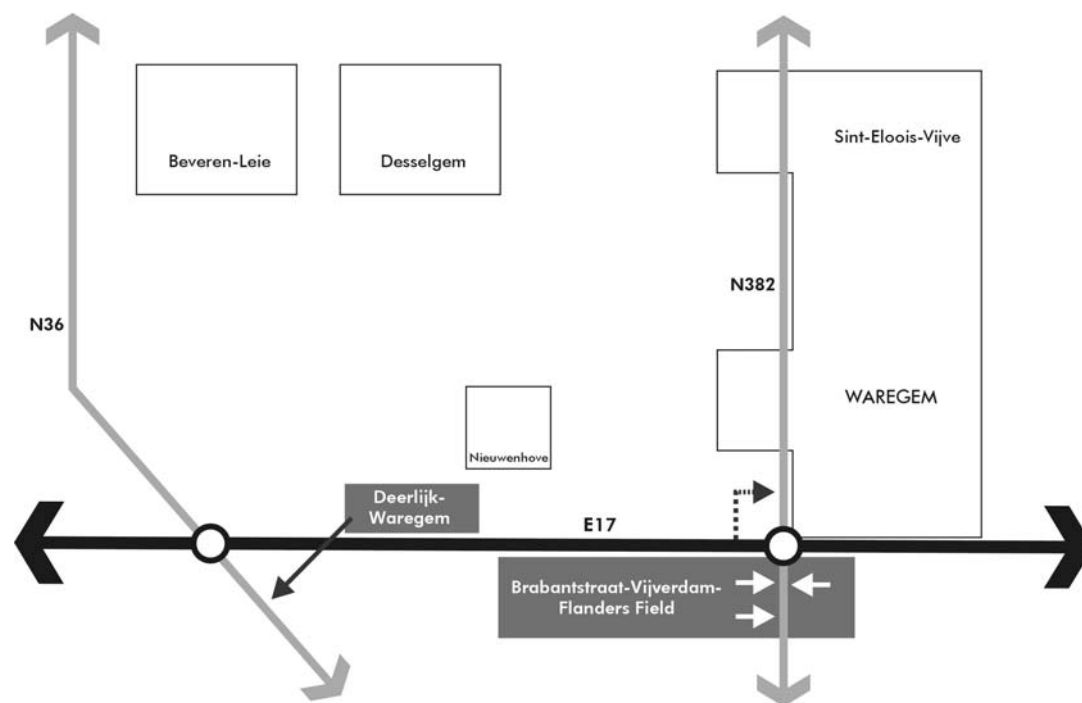 Beveren-Leie
Desselgem
Sint-Eloois-Vijve
N382
N36
WAREGEM
Nieuwenhove
Deerlijk-
Waregem
E17
Brabantstraat-Vijverdam-
Flanders Field